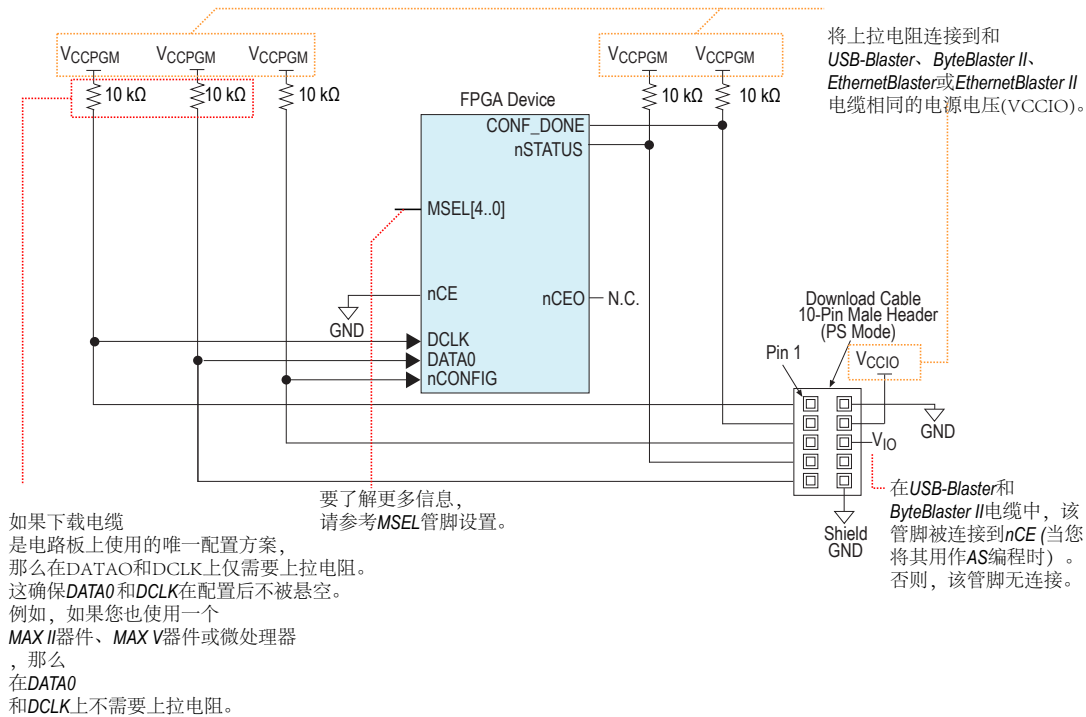 VCCPGM VCCPGM VCCPGM
10 kΩ 10 kΩ 10 kΩ
VCCPGM VCCPGM
10 kΩ 10 kΩ
将上拉电阻连接到和
USB-Blaster、ByteBlaster II、
EthernetBlaster或EthernetBlaster II
电缆相同的电源电压(VCCIO)。
FPGA Device
CONF_DONE
nSTATUS
MSEL[4..0]
nCE
nCEO
N.C.
GND
DCLK
DATA0
nCONFIG
Download Cable
10-Pin Male Header
(PS Mode)
Pin 1
VCCIO
GND
VIO
Shield
GND
在USB-Blaster和
ByteBlaster II电缆中，该
管脚被连接到nCE (当您
将其用作AS编程时）。
否则，该管脚无连接。
要了解更多信息，
请参考MSEL管脚设置。
如果下载电缆
是电路板上使用的唯一配置方案，
那么在DATAO和DCLK上仅需要上拉电阻。
这确保DATA0和DCLK在配置后不被悬空。
例如，如果您也使用一个
MAX II器件、MAX V器件或微处理器
，那么
在DATA0
和DCLK上不需要上拉电阻。